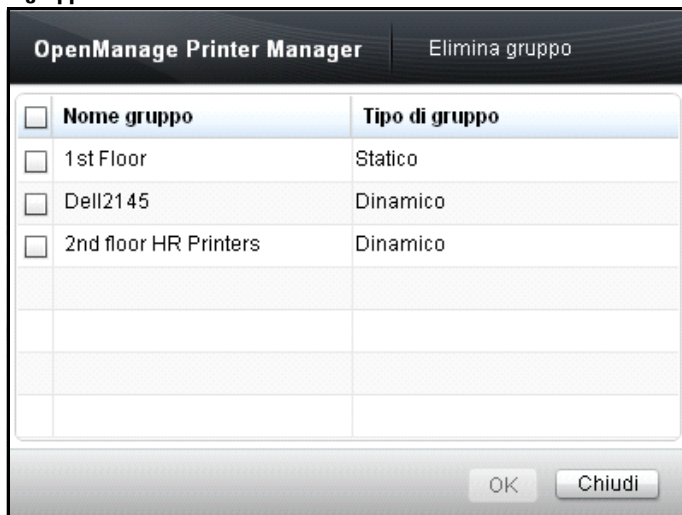 OpenManage Printer Manager Elimina gruppo
Nome gruppo Tipo di gruppo
1st Floor Statico
Dell2145 Dinamico
2nd floor HR Printers Dinamico
OK Chiudi